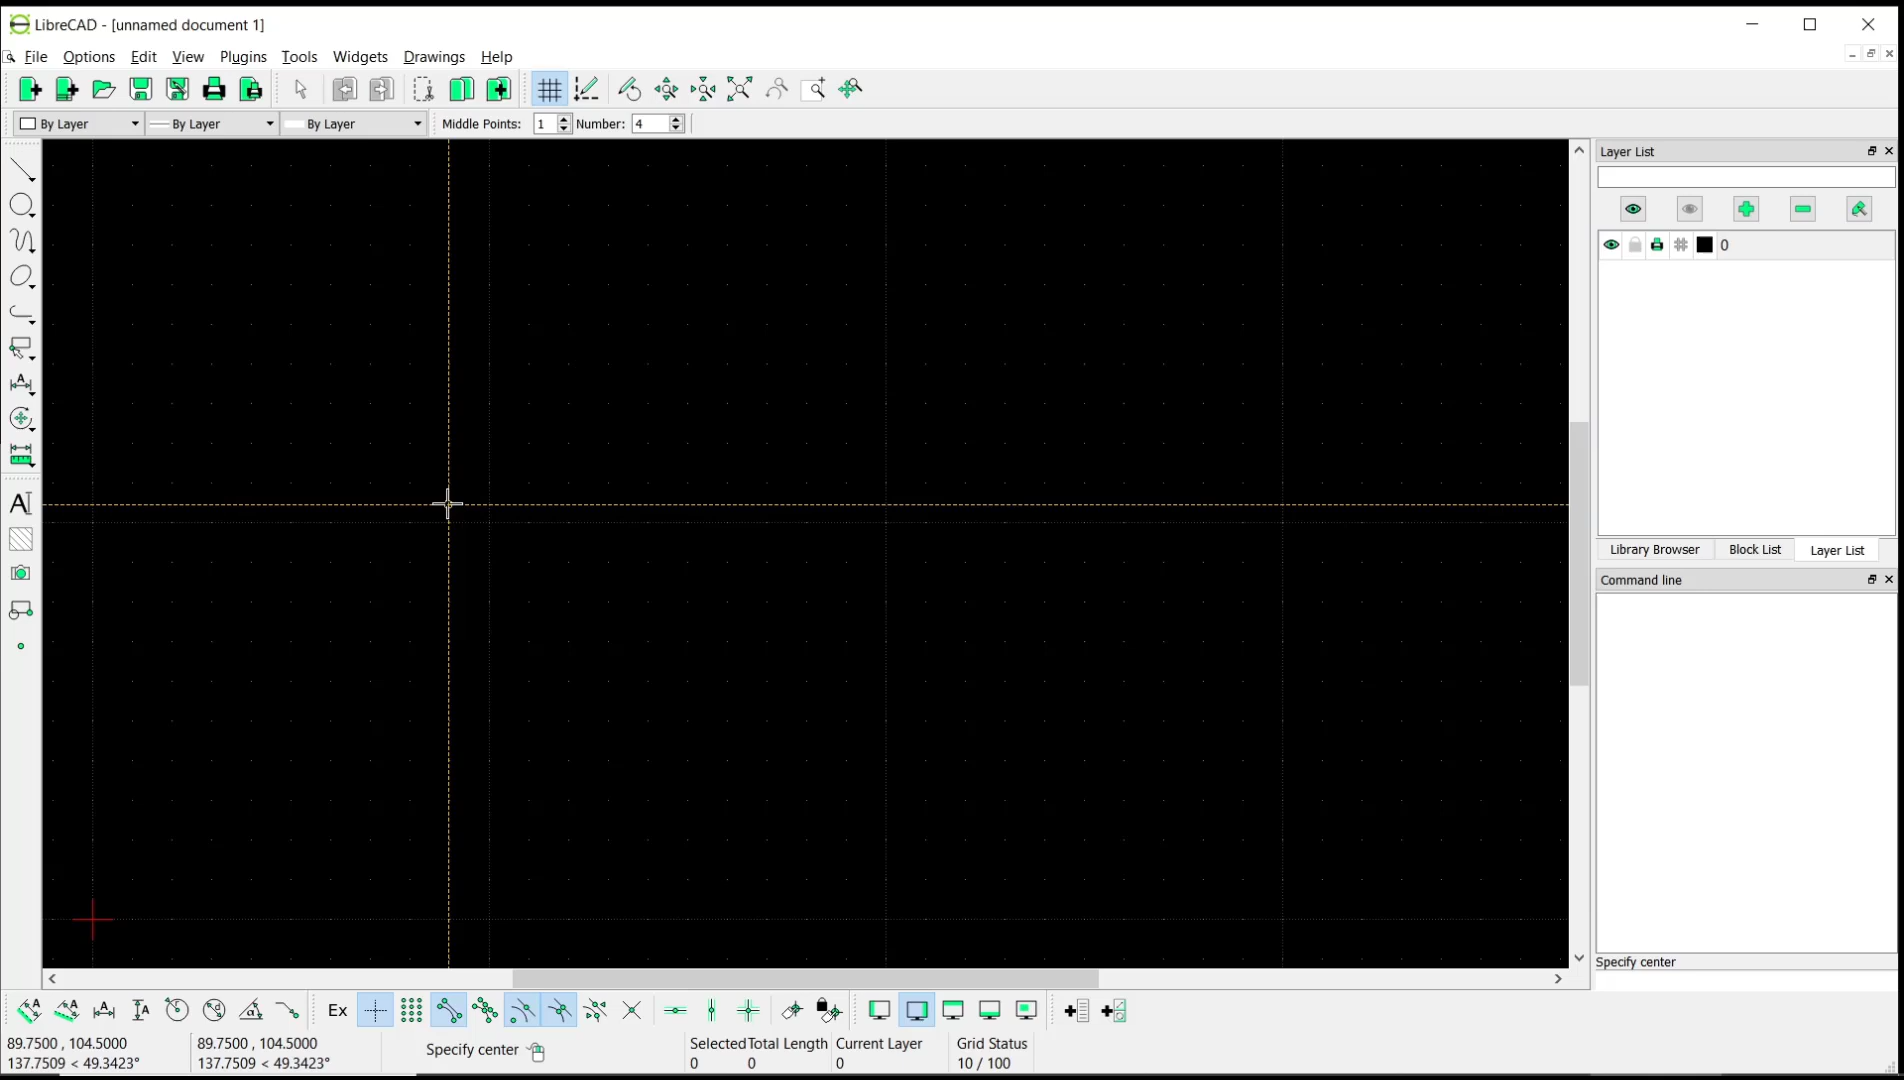 LibreCAD - [unnamed document 1]
File Options Edit View Plugins Tools Widgets Drawings Help
By Layer By Layer By Layer Middle Points: 1 Number: 4
Layer List
0
Library Browser Block List Layer List
Command line
Specify center
Ex
89.7500 , 104.5000 89.7500 , 104.5000 Specify center Selected Total Length Current Layer Grid Status
137.7509 < 49.3423° 137.7509 < 49.3423° 0 0 0 10 / 100